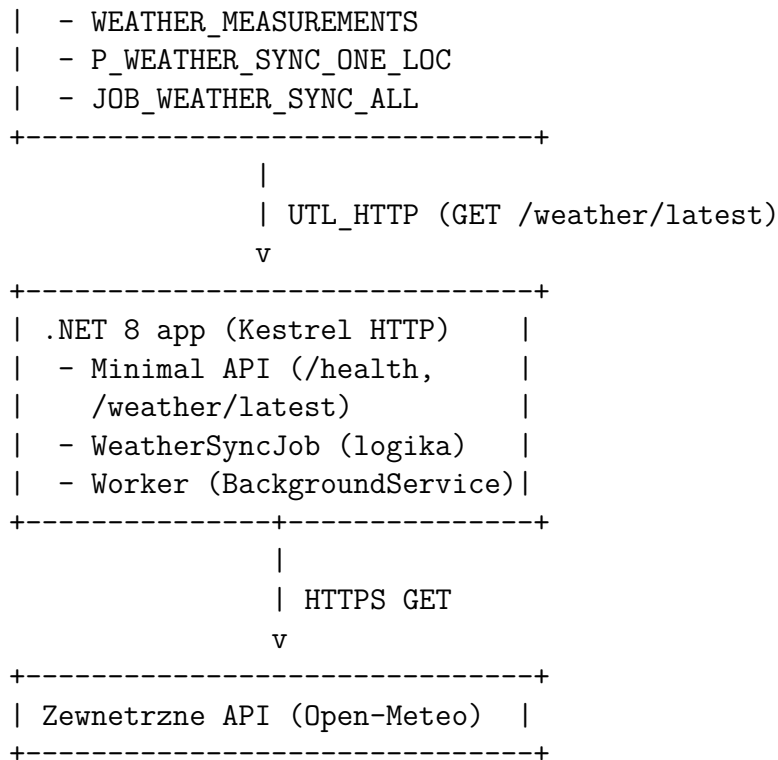 |  - WEATHER_MEASUREMENTS
|  - P_WEATHER_SYNC_ONE_LOC
|  - JOB_WEATHER_SYNC_ALL
+-------------------------------+
                |
                | UTL_HTTP (GET /weather/latest)
                v
+-------------------------------+
| .NET 8 app (Kestrel HTTP)     |
|  - Minimal API (/health,      |
|    /weather/latest)           |
|  - WeatherSyncJob (logika)    |
|  - Worker (BackgroundService)|
+---------------+---------------+
                |
                | HTTPS GET
                v
+-------------------------------+
| Zewnetrzne API (Open-Meteo)   |
+-------------------------------+